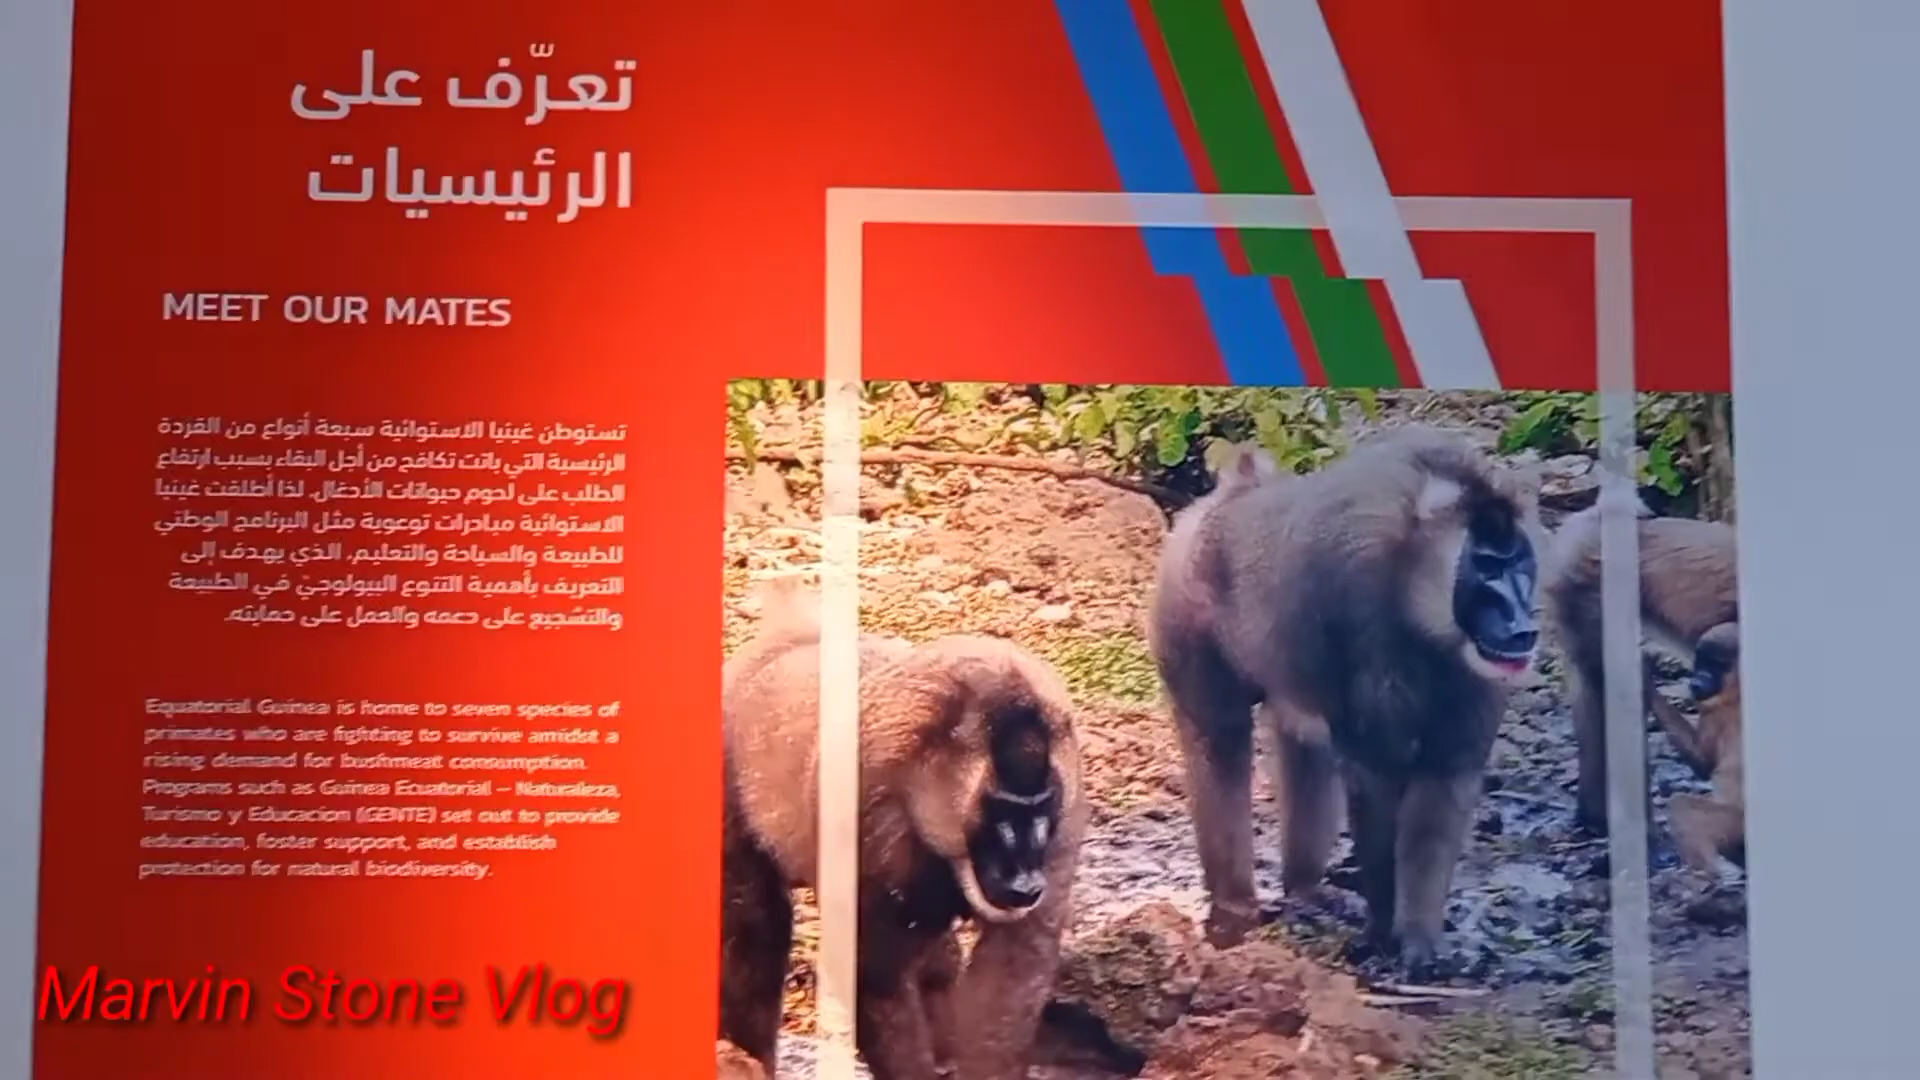 تعرّف على
الرئيسيات
MEET OUR MATES
تستوطن غينيا الاستوائية سبعة أنواع من القردة
الرئيسية التي باتت تكافح من أجل البقاء بسبب ارتفاع
الطلب على لحوم حيوانات الأدغال. لذا أطلقت غينيا
الاستوائية مبادرات توعوية مثل البرنامج الوطني
للطبيعة والسياحة والتعليم، الذي يهدف إلى
التعريف بأهمية التنوع البيولوجيّ في الطبيعة
والتشجيع على دعمه والعمل على حمايته.
Equatorial Guinea is home to seven species of
primates who are fighting to survive amidst a
rising demand for bushmeat consumption.
Programs such as Guinea Ecuatorial – Naturaleza,
Turismo y Educacion (GENTE) set out to provide
education, foster support, and establish
protection for natural biodiversity.
Marvin Stone Vlog